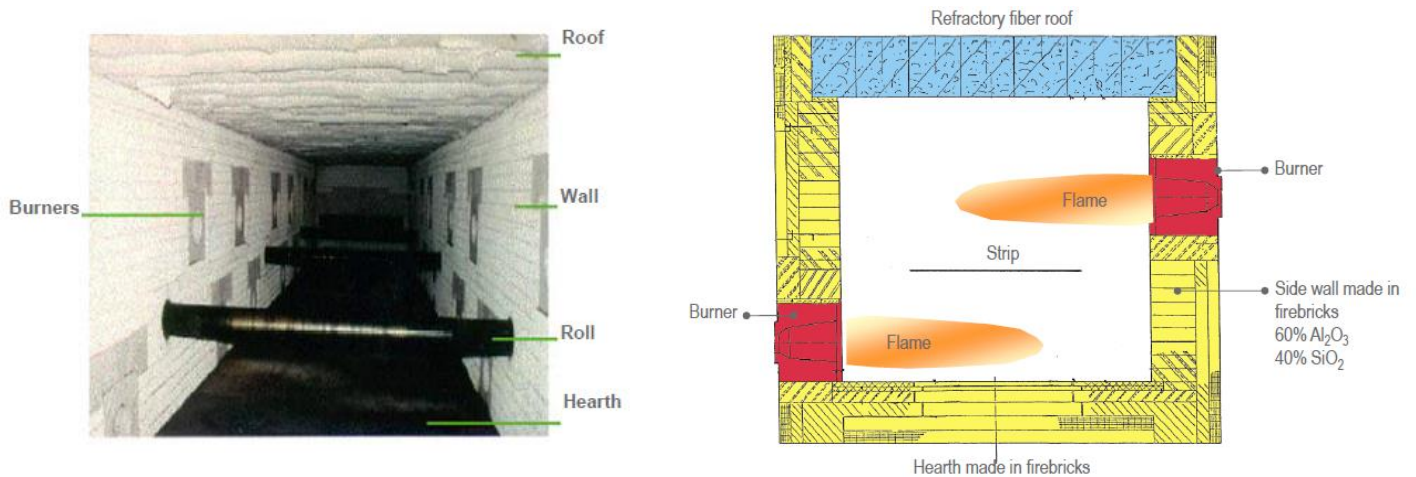 Roof
Burners
Wall
Roll
Hearth
Refractory fiber roof
Burner
Flame
Strip
Burner
Side wall made in
firebricks
60% Al₂O₃
40% SiO₂
Flame
Hearth made in firebricks